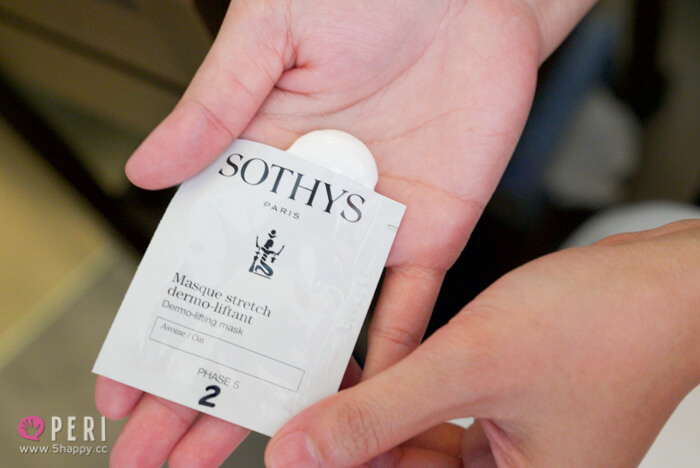 SOTHYS
PARIS
Masque stretch
dermo-liftant
Dermo-lifting mask
Avoine / Oat
PHASE 5
2
PERI
www.5happy.cc